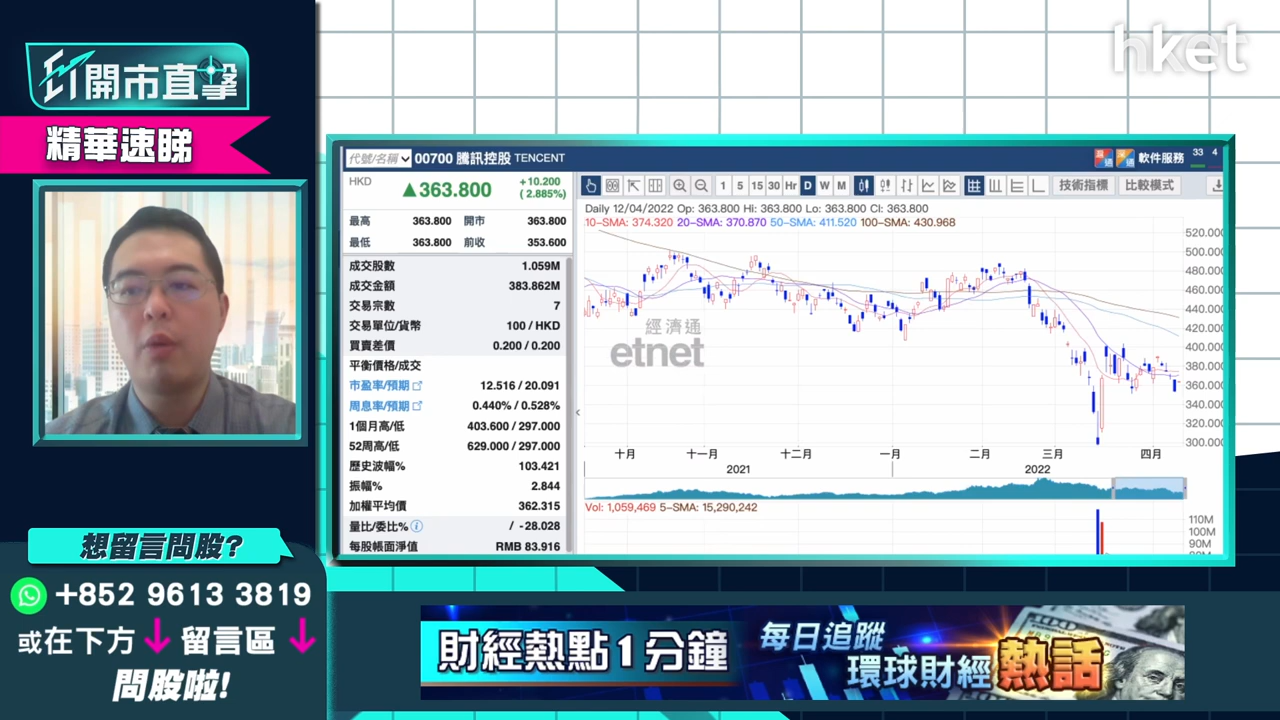 hket
ET開市直擊
精華速睇
代號/名稱 00700 騰訊控股 TENCENT
軟件服務 33 4
HKD
▲363.800
+10.200
( 2.885%)
最高 363.800 開市 363.800
最低 363.800 前收 353.600
成交股數 1.059M
成交金額 383.862M
交易宗數 7
交易單位/貨幣 100 / HKD
買賣差價 0.200 / 0.200
平衡價格/成交
市盈率/預期 12.516 / 20.091
周息率/預期 0.440% / 0.528%
1個月高/低 403.600 / 297.000
52周高/低 629.000 / 297.000
歷史波幅% 103.421
振幅% 2.844
加權平均價 362.315
量比/委比% / -28.028
每股帳面淨值 RMB 83.916
1 5 15 30 Hr D W M 技術指標 比較模式
Daily 12/04/2022 Op: 363.800 Hi: 363.800 Lo: 363.800 Cl: 363.800
10-SMA: 374.320 20-SMA: 370.870 50-SMA: 411.520 100-SMA: 430.968
520.000
500.000
480.000
460.000
440.000
420.000
400.000
380.000
360.000
340.000
320.000
300.000
經濟通
etnet
十月 十一月 十二月 一月 二月 三月 四月
2021 2022
Vol: 1,059,469 5-SMA: 15,290,242
110M
100M
90M
想留言問股?
+852 9613 3819
或在下方↓留言區↓
問股啦!
財經熱點1分鐘
每日追蹤
環球財經熱話